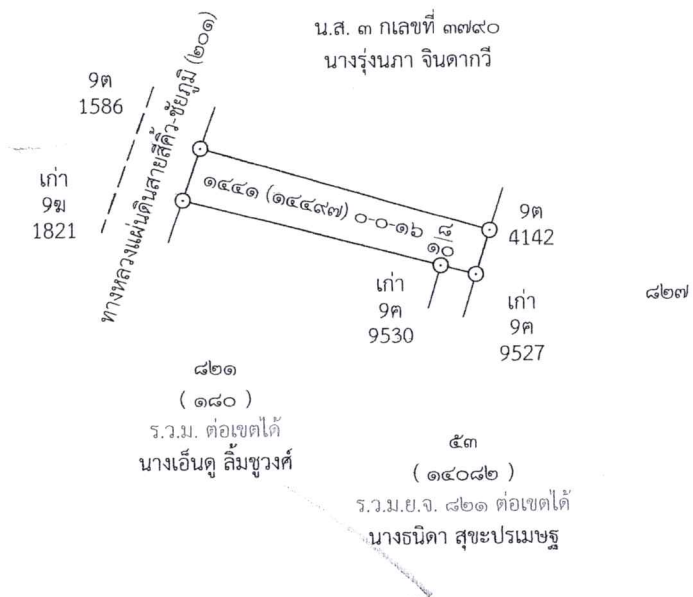 น.ส. ๓ กเลขที่ ๓๗๙๐
นางรุ่งนภา จินดากวี
9ต
1586
ทางหลวงแผ่นดินสายสี้คิ้ว-ชัยภูมิ (๒๐๑)
เก่า
9ฆ
1821
๑๔๔๑ (๑๔๔๙๗) ๐-๐-๑๖ ๘
๑๐
9ต
4142
เก่า
9ค
9530
เก่า
9ค
9527
๘๒๗
๘๒๑
( ๑๘๐ )
ร.ว.ม. ต่อเขตได้
นางเอ็นดู ลิ้มชูวงศ์
๕๓
( ๑๔๐๘๒ )
ร.ว.ม.ย.จ. ๘๒๑ ต่อเขตได้
นางธนิดา สุขะปรเมษฐ